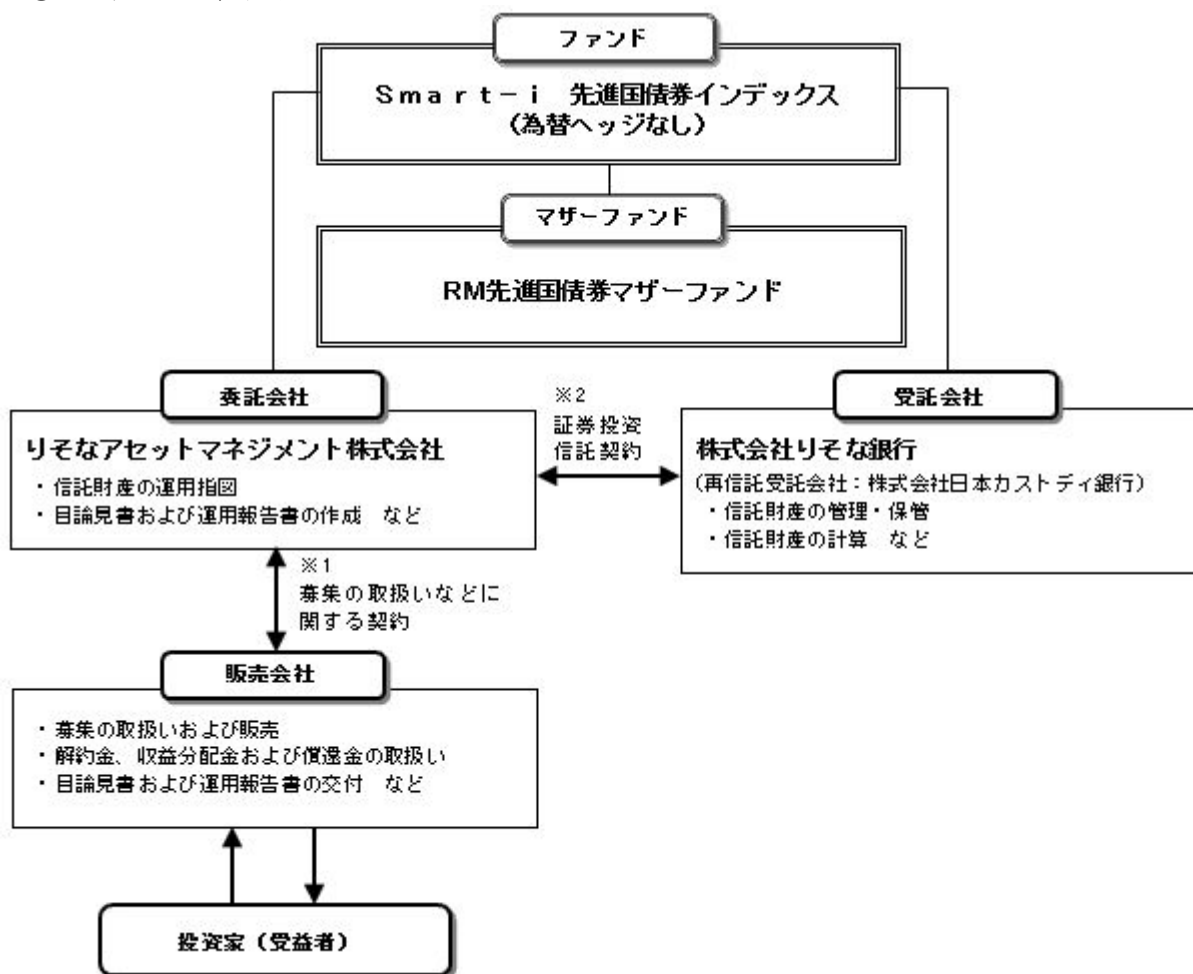 ファンド
Smart-i 先進国債券インデックス
(為替ヘッジなし)
マザーファンド
RM先進国債券マザーファンド
委託会社
りそなアセットマネジメント株式会社
・信託財産の運用指図
・目論見書および運用報告書の作成 など
※2
証券投資
信託契約
受託会社
株式会社りそな銀行
(再信託受託会社:株式会社日本カストディ銀行)
・信託財産の管理・保管
・信託財産の計算 など
※1
募集の取扱いなどに
関する契約
販売会社
・募集の取扱いおよび販売
・解約金、収益分配金および償還金の取扱い
・目論見書および運用報告書の交付 など
投資家(受益者)